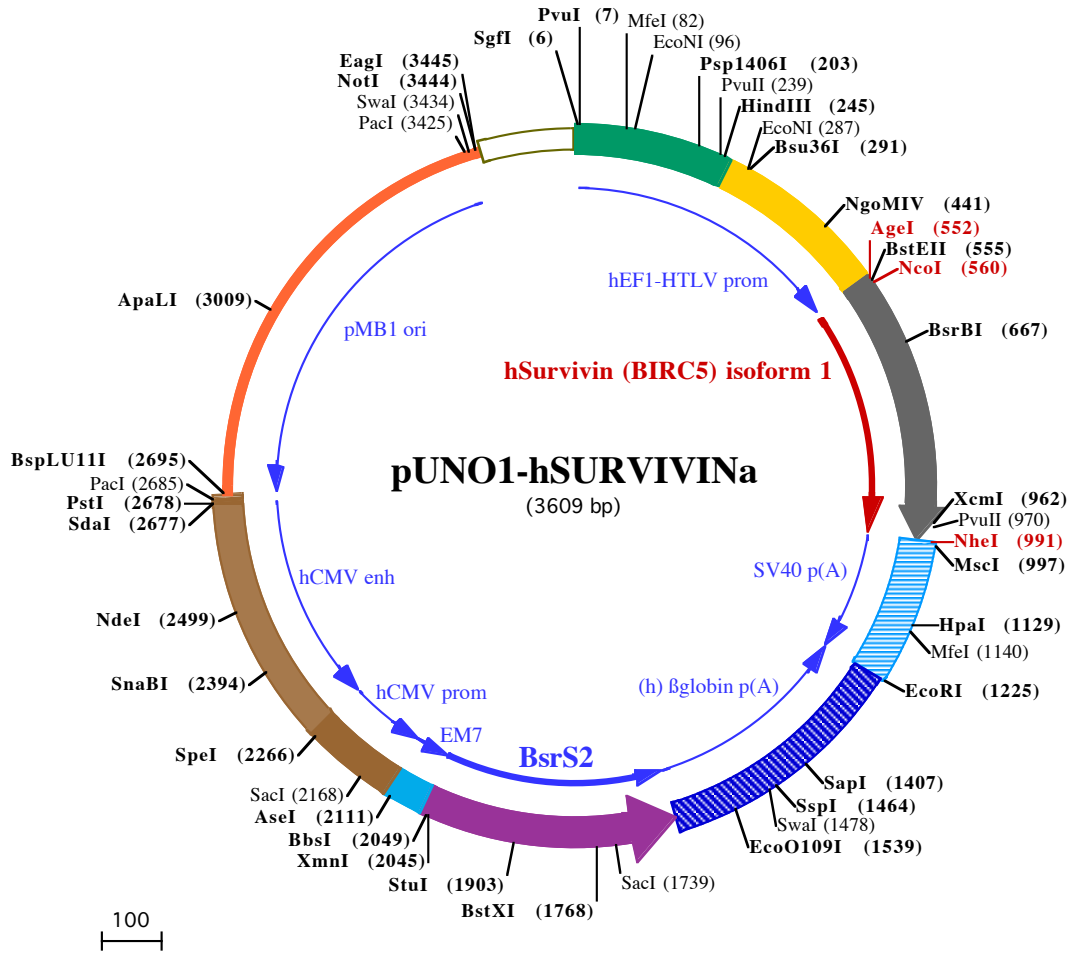 PvuI (7)
SgfI (6)
MfeI (82)
EcoNI (96)
Psp1406I (203)
PvuII (239)
HindIII (245)
EcoNI (287)
Bsu36I (291)
NgoMIV (441)
AgeI (552)
BstEII (555)
NcoI (560)
BsrBI (667)
XcmI (962)
PvuII (970)
NheI (991)
MscI (997)
HpaI (1129)
MfeI (1140)
EcoRI (1225)
SapI (1407)
SspI (1464)
SwaI (1478)
EcoO109I (1539)
SacI (1739)
BstXI (1768)
StuI (1903)
XmnI (2045)
BbsI (2049)
AseI (2111)
SacI (2168)
SpeI (2266)
SnaBI (2394)
NdeI (2499)
SdaI (2677)
PstI (2678)
PacI (2685)
BspLU11I (2695)
ApaLI (3009)
PacI (3425)
SwaI (3434)
NotI (3444)
EagI (3445)
hEF1-HTLV prom
pMB1 ori
hSurvivin (BIRC5) isoform 1
pUNO1-hSURVIVINa
(3609 bp)
SV40 p(A)
hCMV enh
(h) ßglobin p(A)
hCMV prom
EM7
BsrS2
100